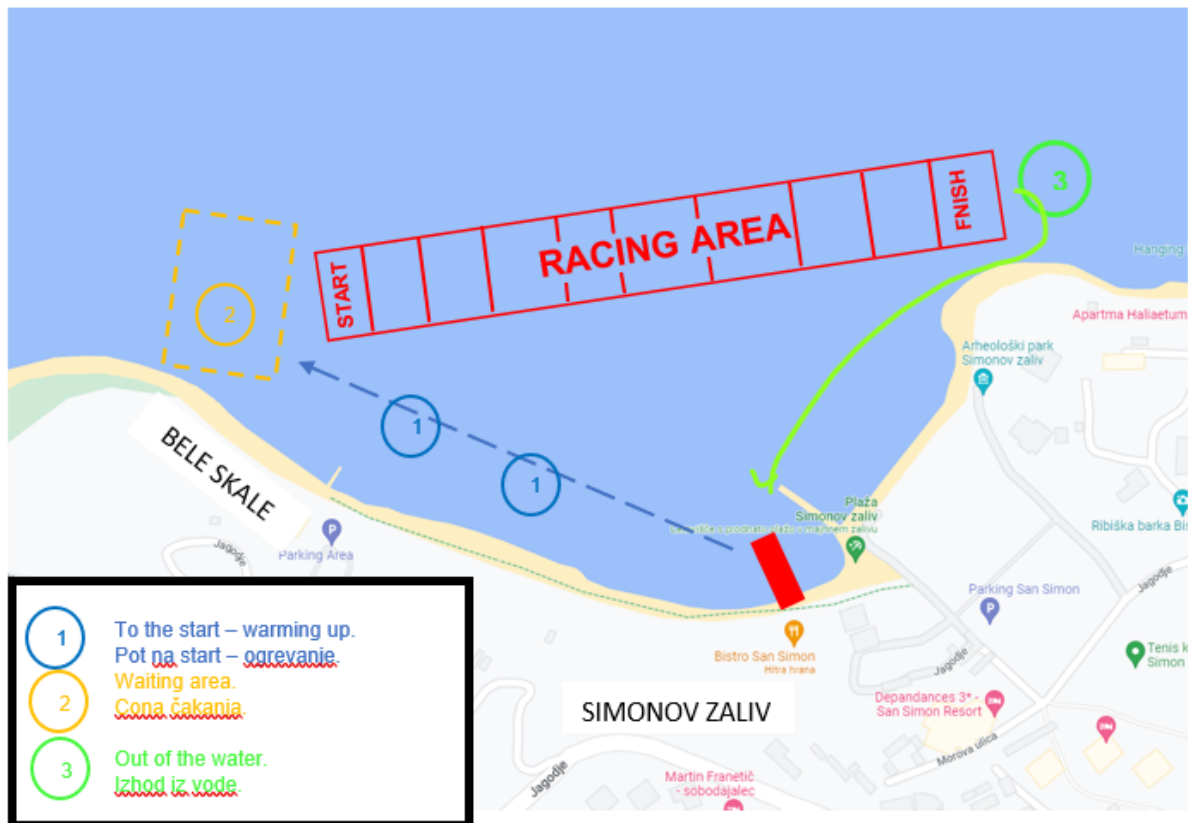 3
FNISH
RACING AREA
START
2
1
1
Hanging
Apartma Haliaetum
Arheološki park
Simonov zaliv
BELE SKALE
Plaža
Simonov zaliv
Ribiška barka Bis
Parking Area
Jagodje
Jagodje
Parking San Simon
Bistro San Simon
Hitra hrana
Jagodje
Tenis k
Simon
Depandances 3* -
San Simon Resort
SIMONOV ZALIV
Morova ulica
Jagodje
Martin Franetič
- sobodajalec
1
To the start – warming up.
Pot na start – ogrevanje.
2
Waiting area.
Cona čakanja.
3
Out of the water.
Izhod iz vode.